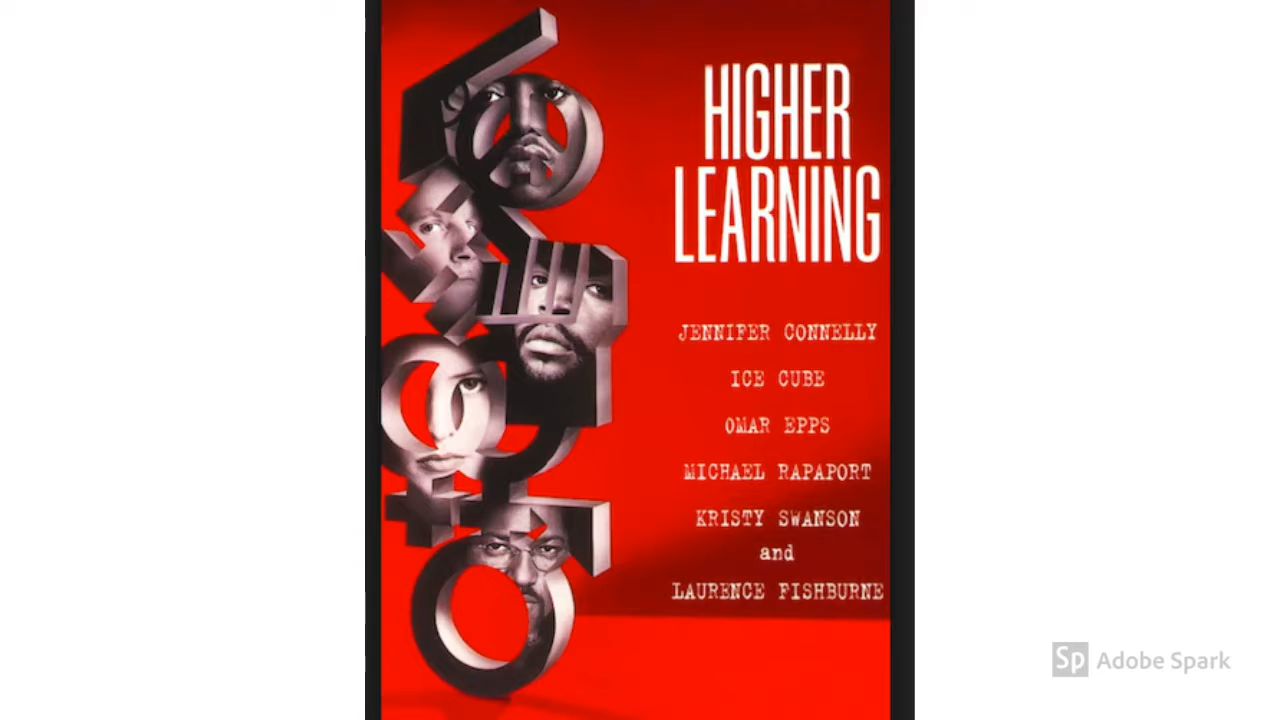 HIGHER
LEARNING
JENNIFER CONNELLY
ICE CUBE
OMAR EPPS
MICHAEL RAPAPORT
KRISTY SWANSON
and
LAURENCE FISHBURNE
Sp Adobe Spark